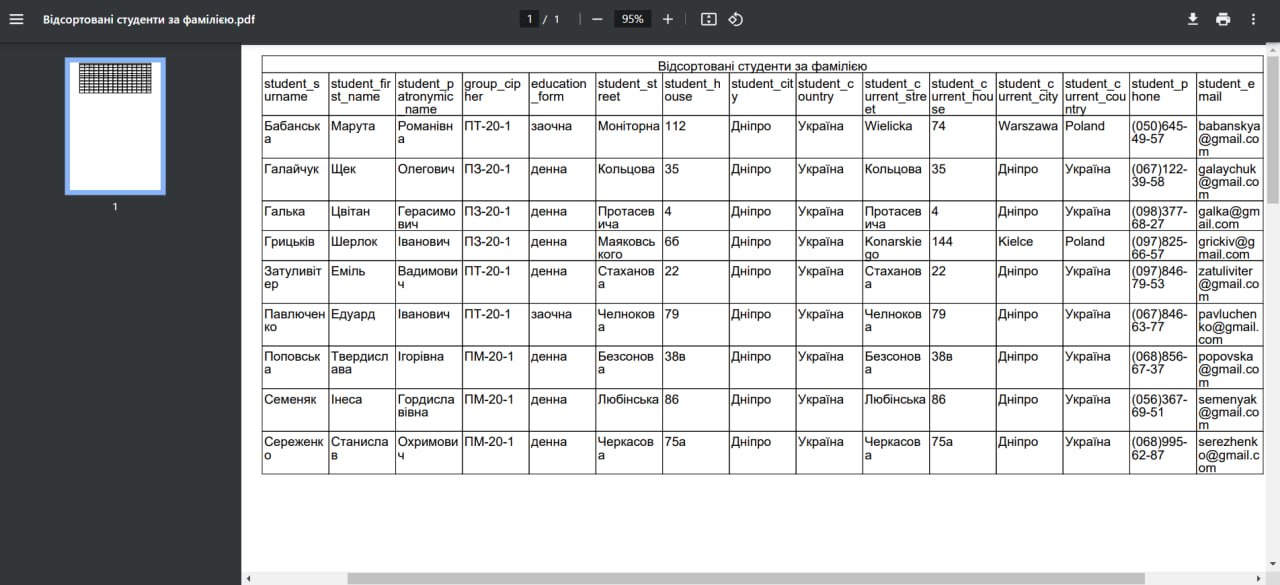 Відсортовані студенти за фамілією.pdf
1 / 1
95%
1
Відсортовані студенти за фамілією
student_surname student_first_name student_patronymic_name group_cipher education_form student_street student_house student_city student_country student_current_street student_current_house student_current_city student_current_country student_phone student_email
Бабанська Марута Романівна ПТ-20-1 заочна Моніторна 112 Дніпро Україна Wielicka 74 Warszawa Poland (050)645-49-57 babanskya@gmail.com
Галайчук Щек Олегович ПЗ-20-1 денна Кольцова 35 Дніпро Україна Кольцова 35 Дніпро Україна (067)122-39-58 galaychuk@gmail.com
Галька Цвітан Герасимович ПЗ-20-1 денна Протасевича 4 Дніпро Україна Протасевича 4 Дніпро Україна (098)377-68-27 galka@gmail.com
Грицьків Шерлок Іванович ПЗ-20-1 денна Маяковського 6б Дніпро Україна Konarskiego 144 Kielce Poland (097)825-66-57 grickiv@gmail.com
Затуливітер Еміль Вадимович ПТ-20-1 денна Стаханова 22 Дніпро Україна Стаханова 22 Дніпро Україна (097)846-79-53 zatuliviter@gmail.com
Павлюченко Едуард Іванович ПТ-20-1 заочна Челнокова 79 Дніпро Україна Челнокова 79 Дніпро Україна (067)846-63-77 pavluchenko@gmail.com
Поповська Твердислава Ігорівна ПМ-20-1 денна Безсонова 38в Дніпро Україна Безсонова 38в Дніпро Україна (068)856-67-37 popovska@gmail.com
Семеняк Інеса Гордиславівна ПМ-20-1 денна Любінська 86 Дніпро Україна Любінська 86 Дніпро Україна (056)367-69-51 semenyak@gmail.com
Сереженко Станислав Охримович ПМ-20-1 денна Черкасова 75а Дніпро Україна Черкасова 75а Дніпро Україна (068)995-62-87 serezhenko@gmail.com